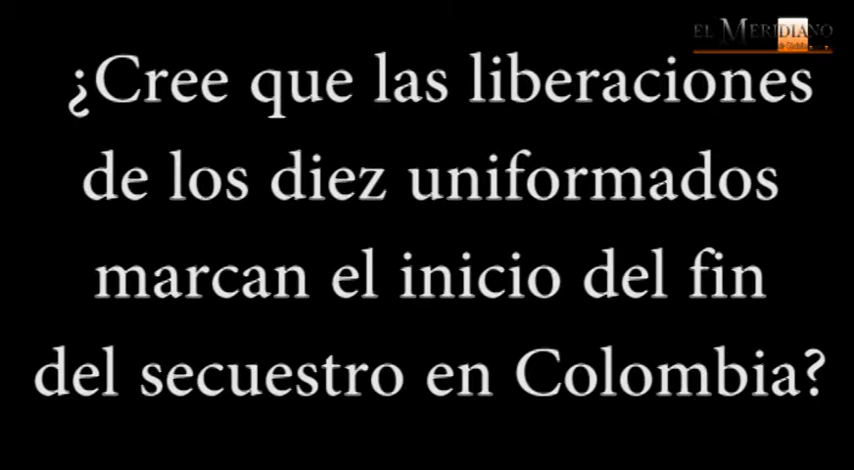 EL MERIDIANO
¿Cree que las liberaciones
de los diez uniformados
marcan el inicio del fin
del secuestro en Colombia?